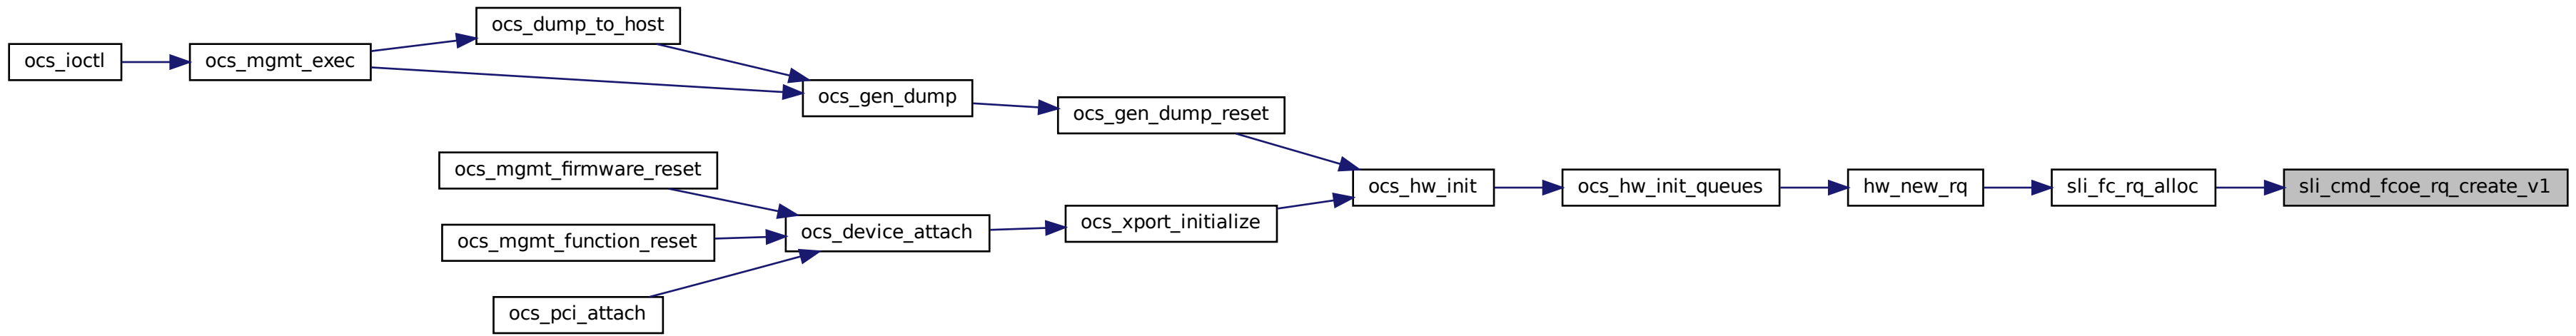 ocs_ioctl
ocs_mgmt_exec
ocs_dump_to_host
ocs_gen_dump
ocs_gen_dump_reset
ocs_mgmt_firmware_reset
ocs_mgmt_function_reset
ocs_pci_attach
ocs_device_attach
ocs_xport_initialize
ocs_hw_init
ocs_hw_init_queues
hw_new_rq
sli_fc_rq_alloc
sli_cmd_fcoe_rq_create_v1